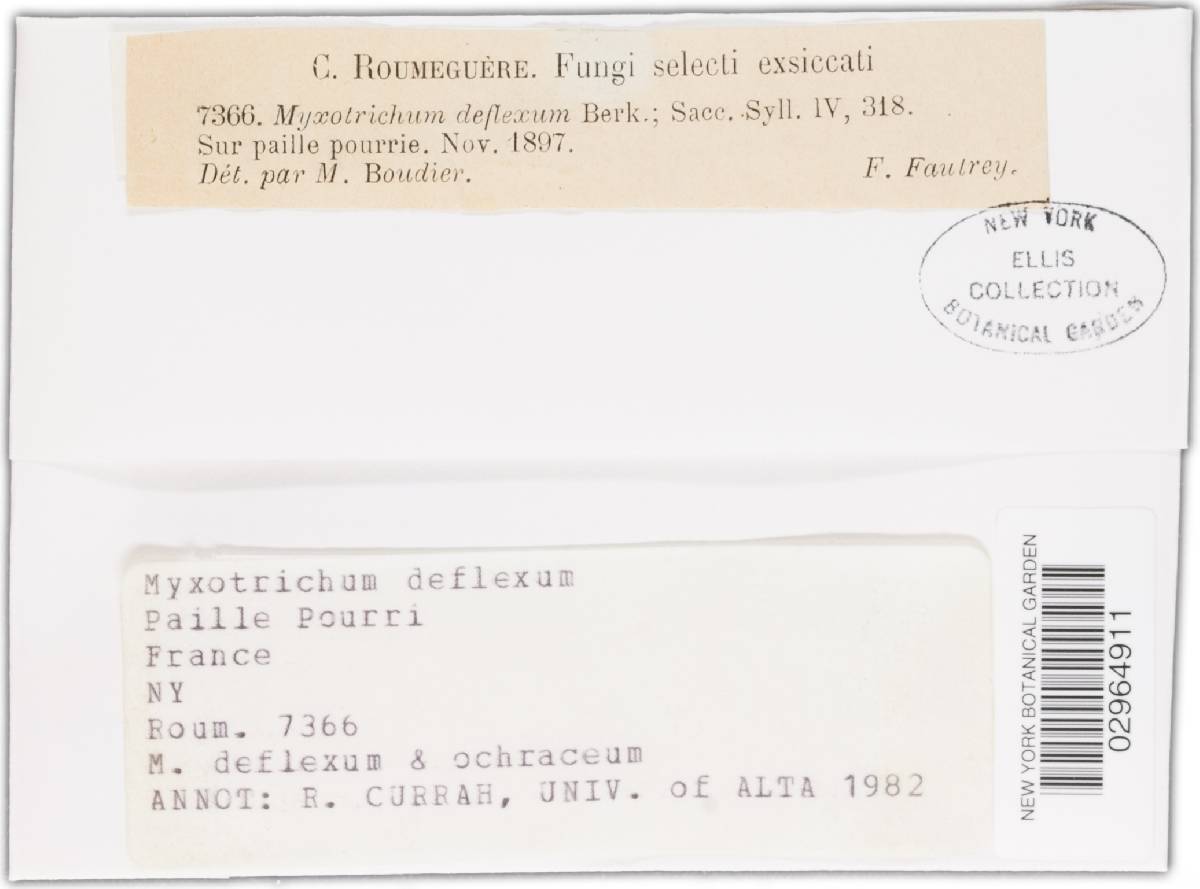 C. ROUMEGUÈRE. Fungi selecti exsiccati
7366. Myxotrichum deflexum Berk.; Sacc. Syll. IV, 318.
Sur paille pourrie. Nov. 1897.
Dét. par M. Boudier. F. Fautrey.
NEW YORK
ELLIS
COLLECTION
BOTANICAL GARDEN
Myxotrichum deflexum
Paille Pourri
France
NY
Roum. 7366
M. deflexum & ochraceum
ANNOT: R. CURRAH, UNIV. of ALTA 1982
NEW YORK BOTANICAL GARDEN
02964911